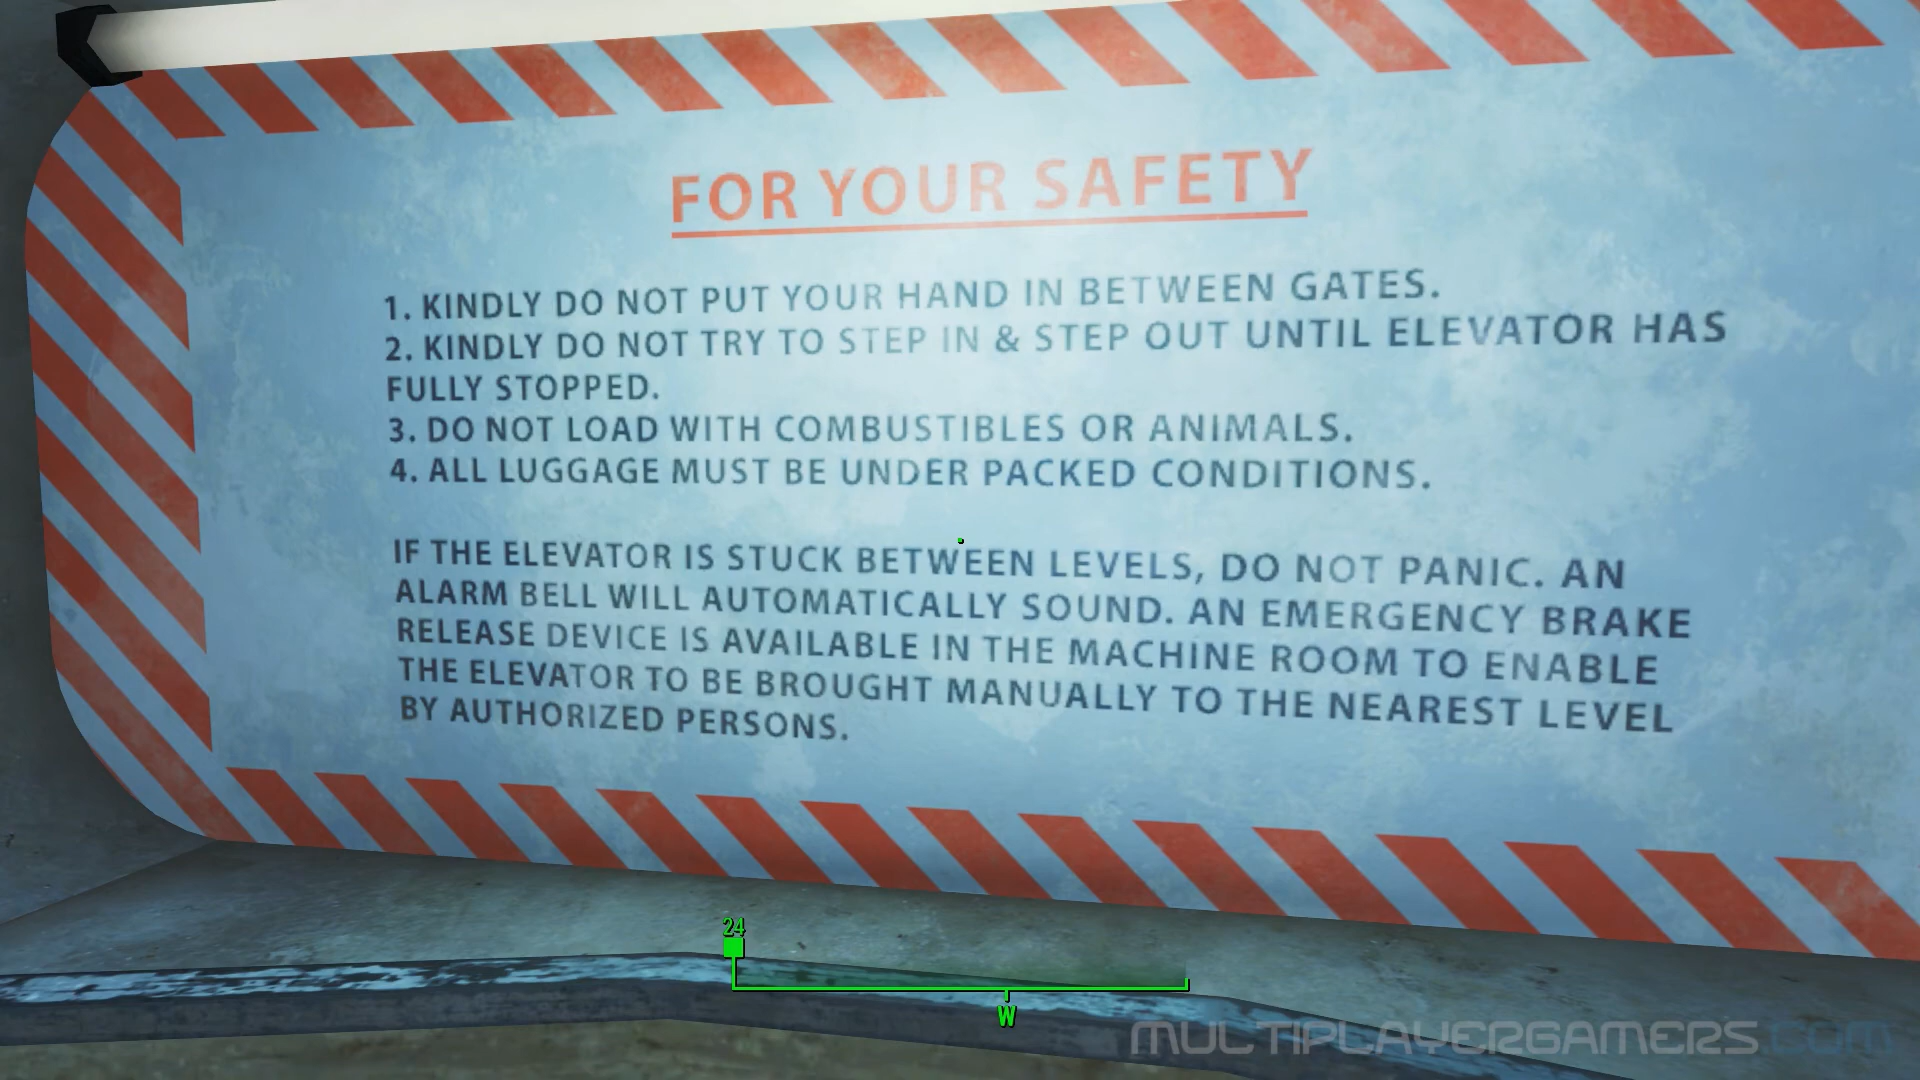 FOR YOUR SAFETY
1. KINDLY DO NOT PUT YOUR HAND IN BETWEEN GATES.
2. KINDLY DO NOT TRY TO STEP IN & STEP OUT UNTIL ELEVATOR HAS
FULLY STOPPED.
3. DO NOT LOAD WITH COMBUSTIBLES OR ANIMALS.
4. ALL LUGGAGE MUST BE UNDER PACKED CONDITIONS.
IF THE ELEVATOR IS STUCK BETWEEN LEVELS, DO NOT PANIC. AN
ALARM BELL WILL AUTOMATICALLY SOUND. AN EMERGENCY BRAKE
RELEASE DEVICE IS AVAILABLE IN THE MACHINE ROOM TO ENABLE
THE ELEVATOR TO BE BROUGHT MANUALLY TO THE NEAREST LEVEL
BY AUTHORIZED PERSONS.
24
W
MULTIPLAYERGAMERS.COM